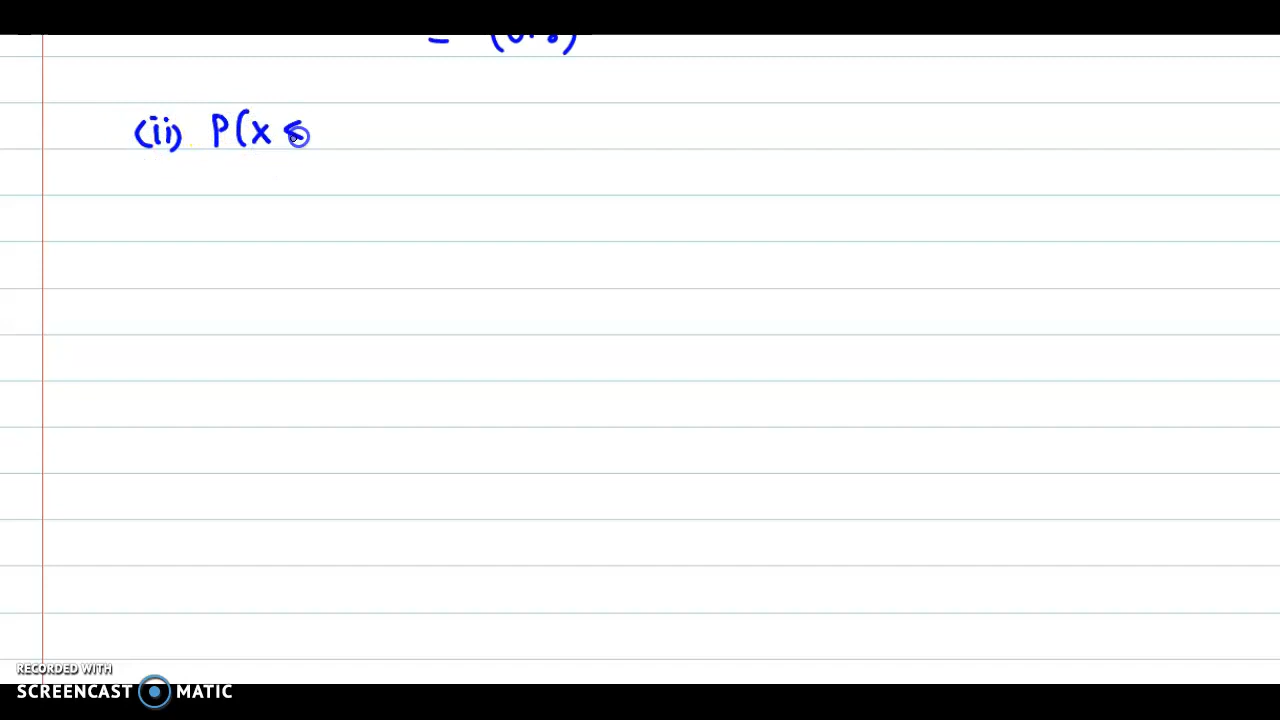 =
(ii) P(x ≤
RECORDED WITH
SCREENCAST MATIC